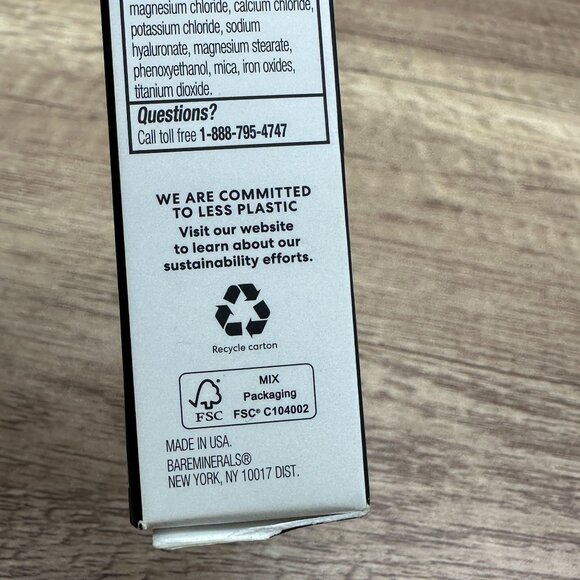 magnesium chloride, calcium chloride,
potassium chloride, sodium
hyaluronate, magnesium stearate,
phenoxyethanol, mica, iron oxides,
titanium dioxide.
Questions?
Call toll free 1-888-795-4747
WE ARE COMMITTED
TO LESS PLASTIC
Visit our website
to learn about our
sustainability efforts.
Recycle carton
FSC
MIX
Packaging
FSC® C104002
MADE IN USA.
BAREMINERALS®
NEW YORK, NY 10017 DIST.